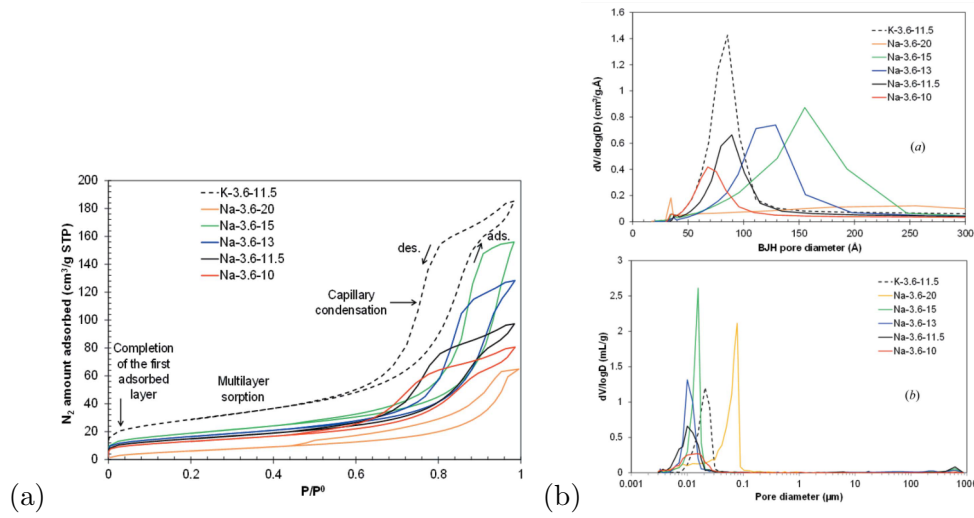 N₂ amount adsorbed (cm³/g STP)
200
180
160
140
120
100
80
60
40
20
0
K-3.6-11.5
Na-3.6-20
Na-3.6-15
Na-3.6-13
Na-3.6-11.5
Na-3.6-10
des.
ads.
Capillary
condensation
Completion
of the first
adsorbed
layer
Multilayer
sorption
0
0.2
0.4
0.6
0.8
1
P/P⁰
(a)
dV/dlog(D) (cm³/g.Å)
1.6
1.4
1.2
1
0.8
0.6
0.4
0.2
0
K-3.6-11.5
Na-3.6-20
Na-3.6-15
Na-3.6-13
Na-3.6-11.5
Na-3.6-10
(a)
0
50
100
150
200
250
300
BJH pore diameter (Å)
dV/logD (mL/g)
3
2.5
2
1.5
1
0.5
0
K-3.6-11.5
Na-3.6-20
Na-3.6-15
Na-3.6-13
Na-3.6-11.5
Na-3.6-10
(b)
0.001
0.01
0.1
1
10
100
1000
Pore diameter (µm)
(b)